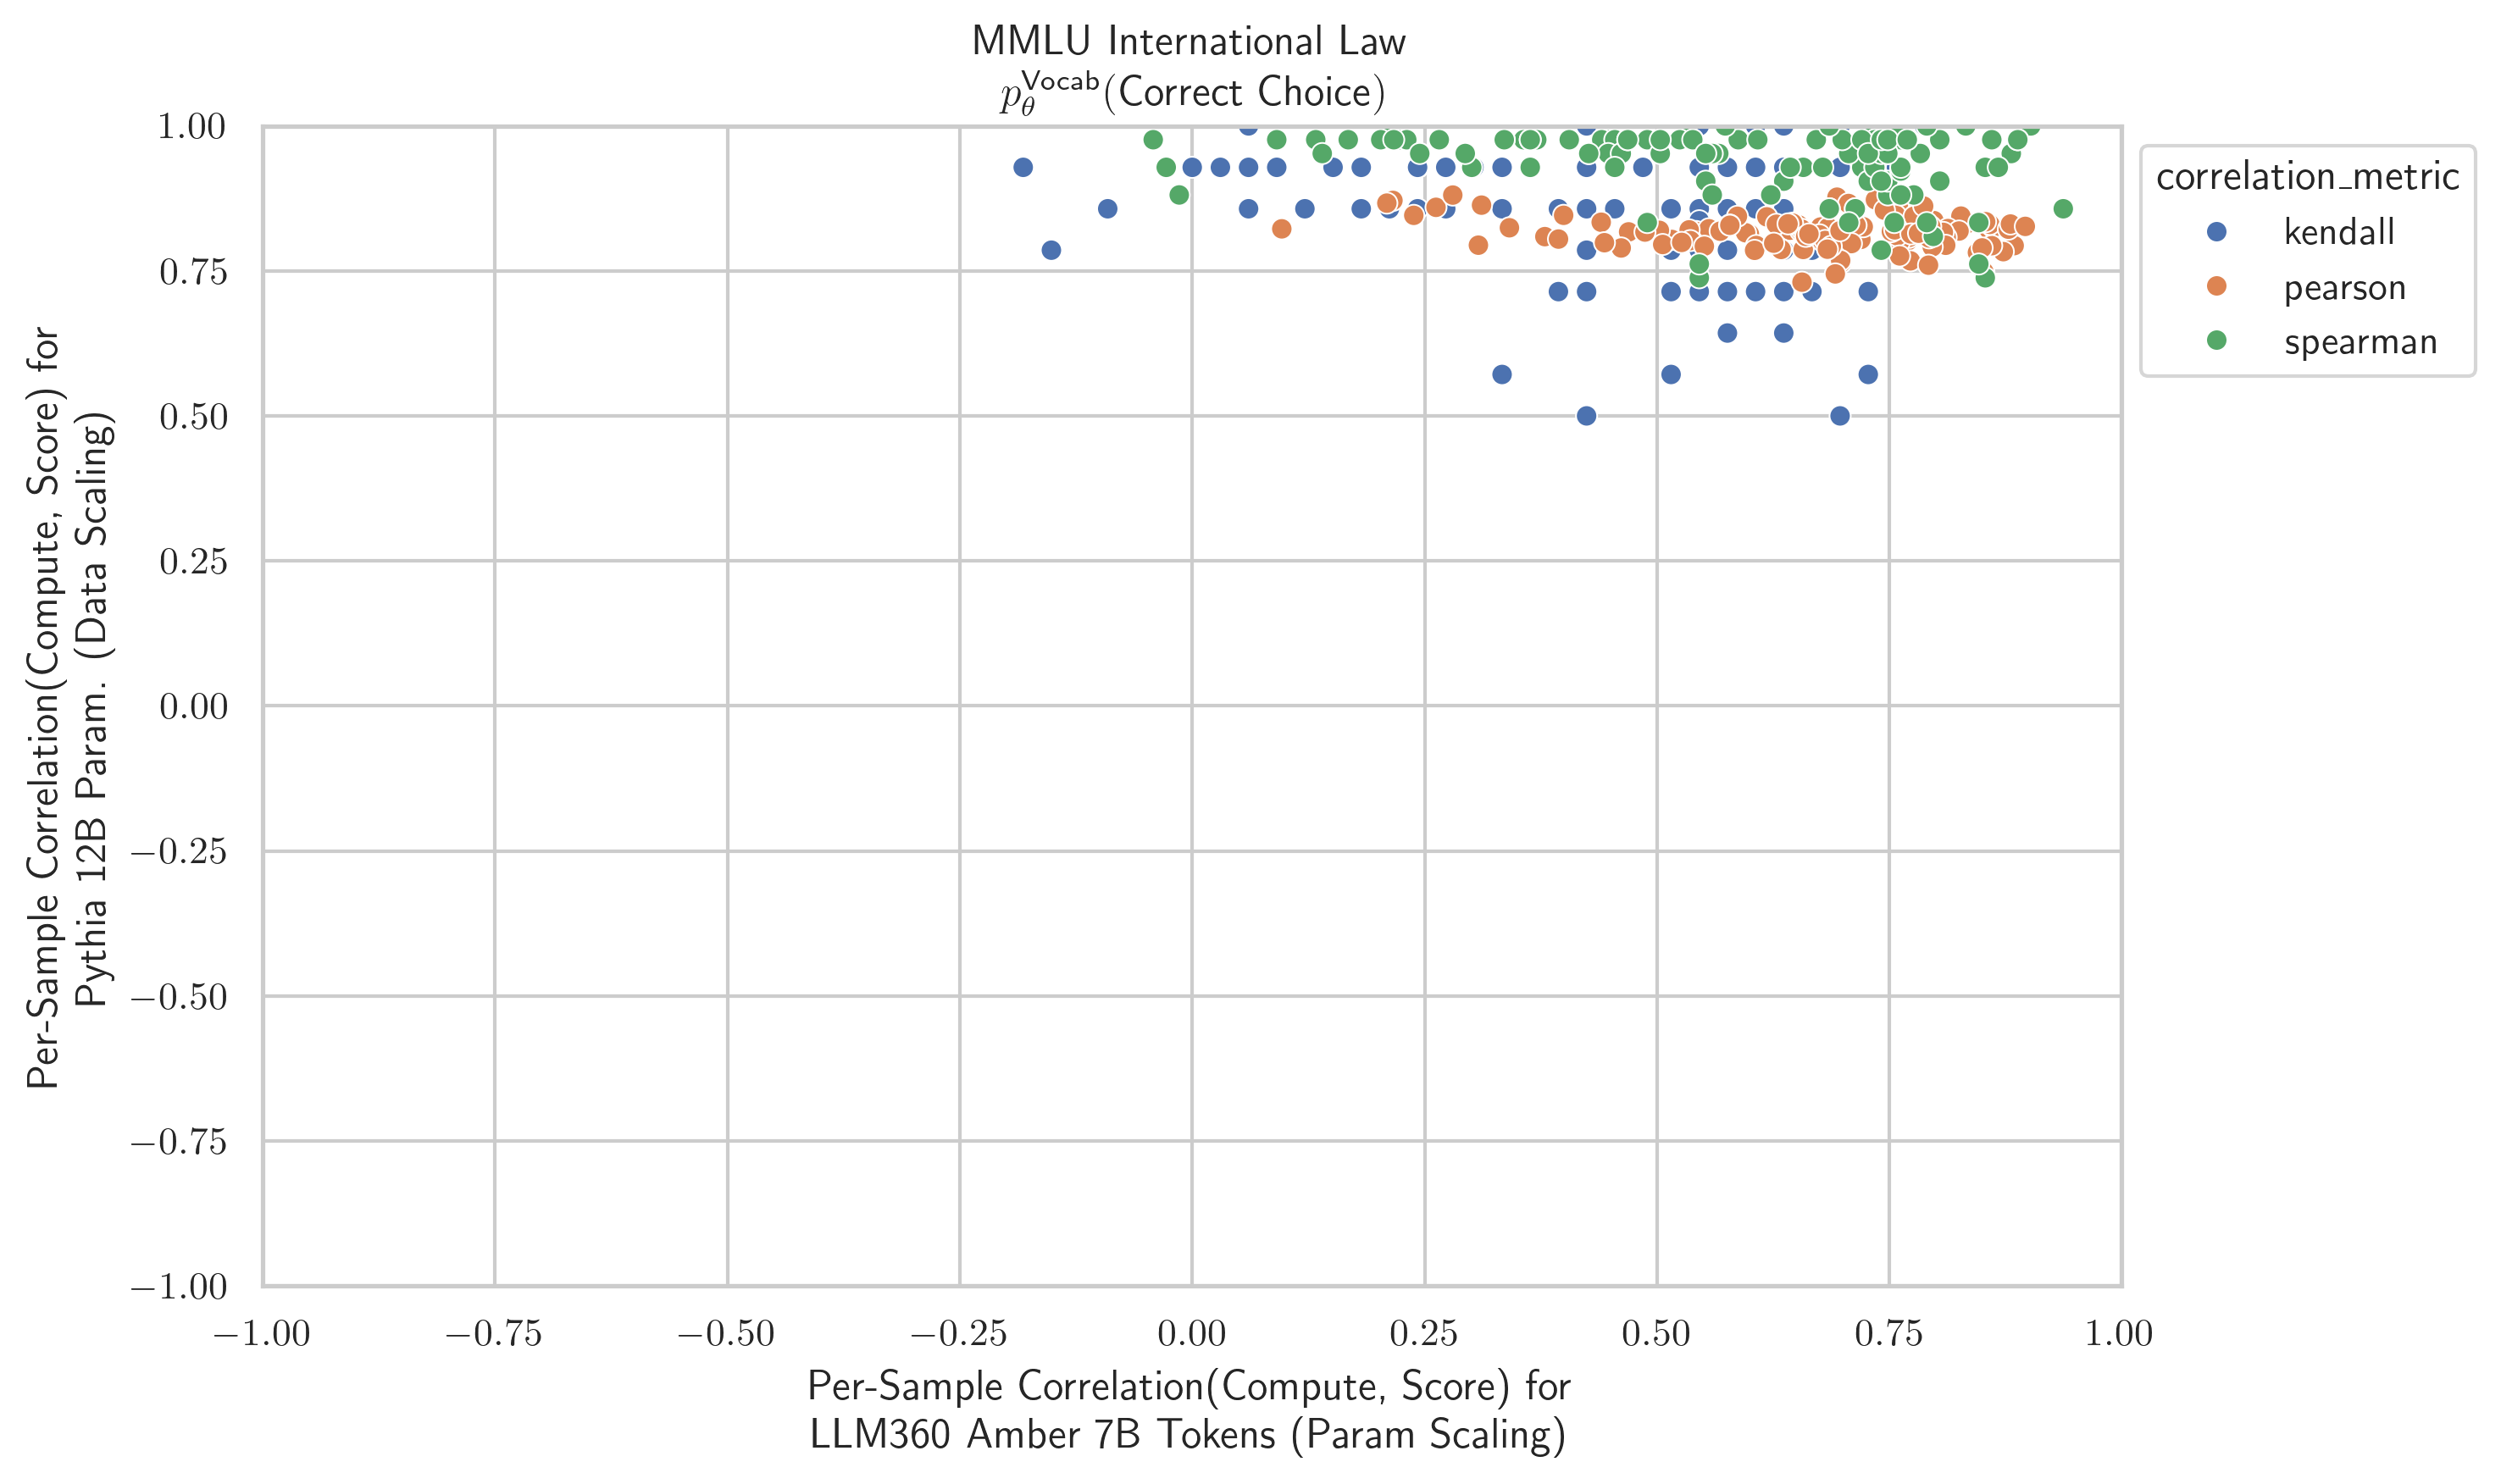 MMLU International Law
p_θ^Vocab(Correct Choice)
Per-Sample Correlation(Compute, Score) for
Pythia 12B Param. (Data Scaling)
1.00
0.75
0.50
0.25
0.00
−0.25
−0.50
−0.75
−1.00
−1.00
−0.75
−0.50
−0.25
0.00
0.25
0.50
0.75
1.00
Per-Sample Correlation(Compute, Score) for
LLM360 Amber 7B Tokens (Param Scaling)
correlation_metric
kendall
pearson
spearman